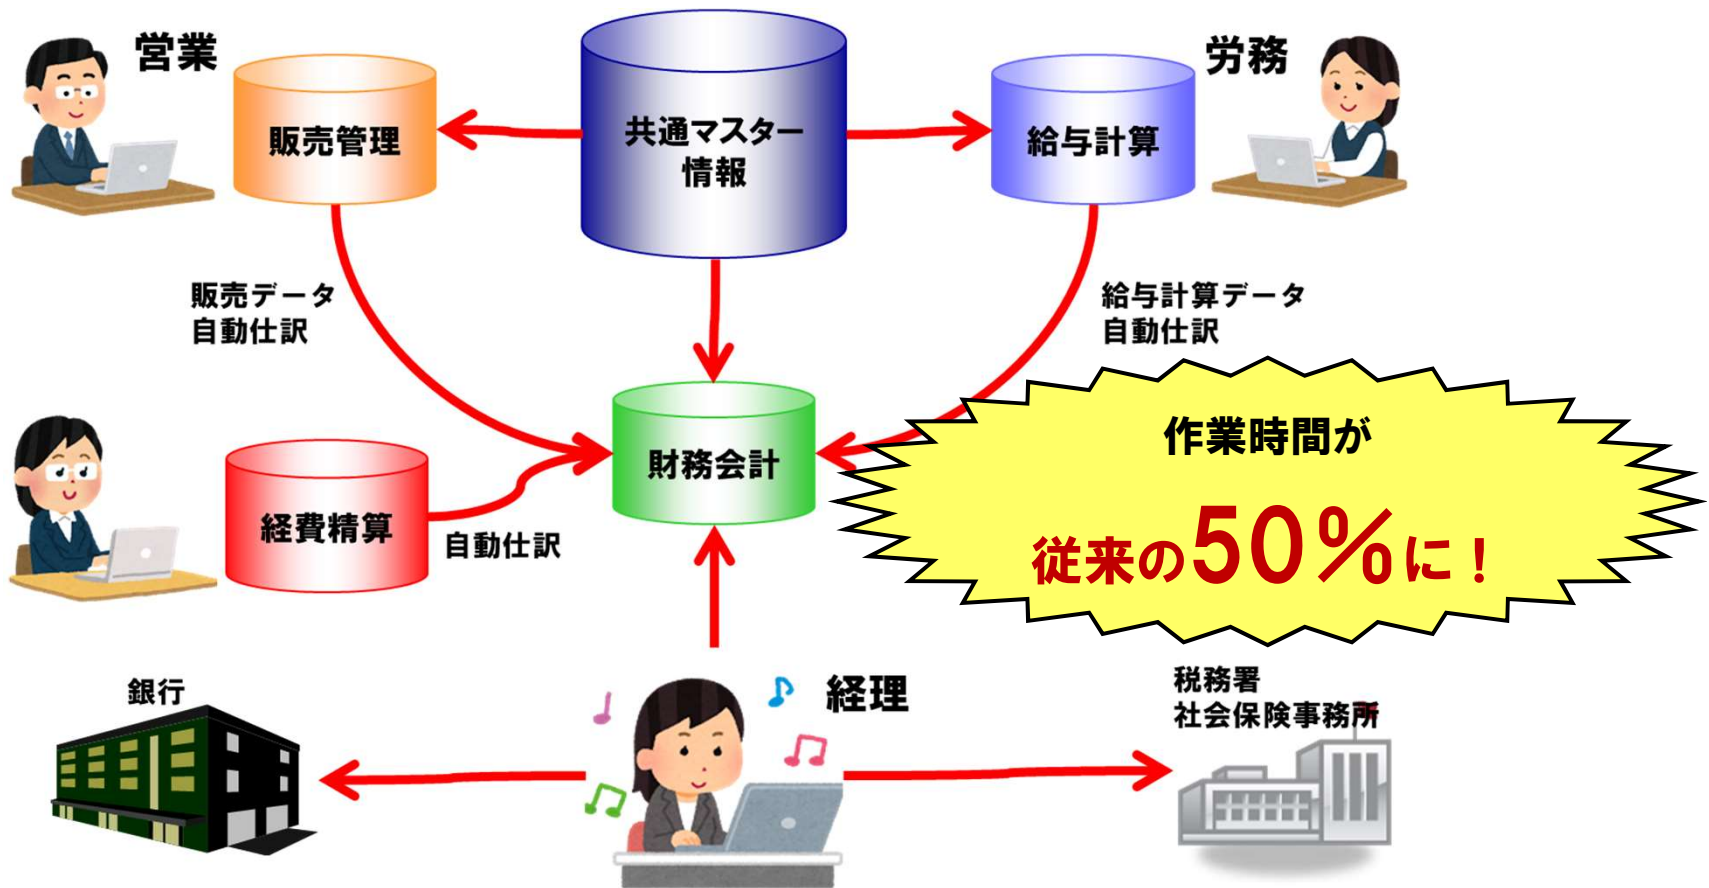 営業
販売管理
共通マスター
情報
給与計算
労務
販売データ
自動仕訳
給与計算データ
自動仕訳
財務会計
作業時間が
従来の50%に！
経費精算
自動仕訳
銀行
経理
税務署
社会保険事務所